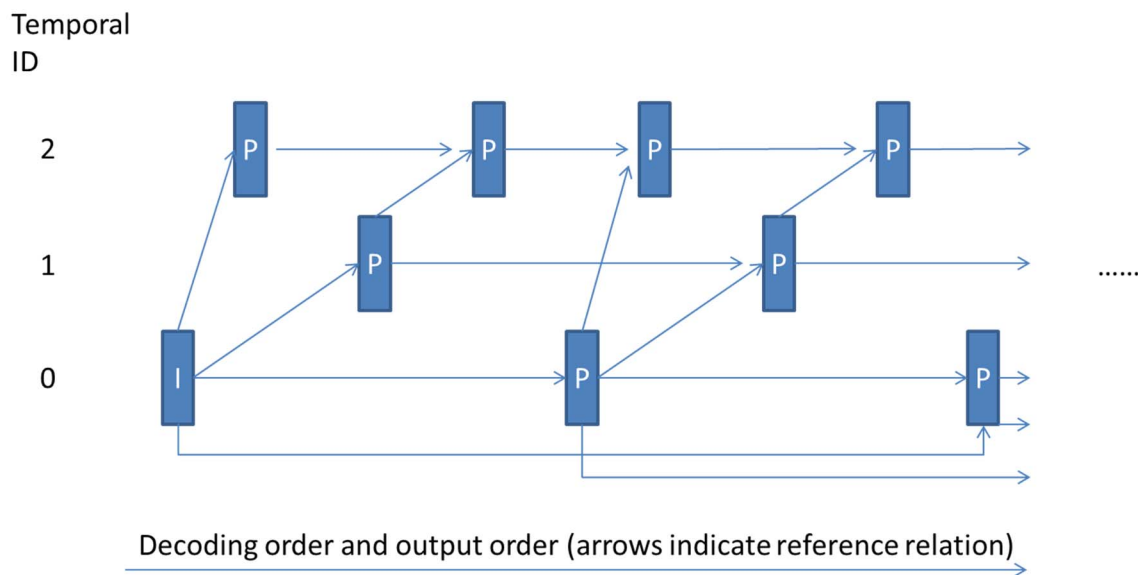 Temporal
ID
2 P P P P
1 P P ......
0 I P P
Decoding order and output order (arrows indicate reference relation)